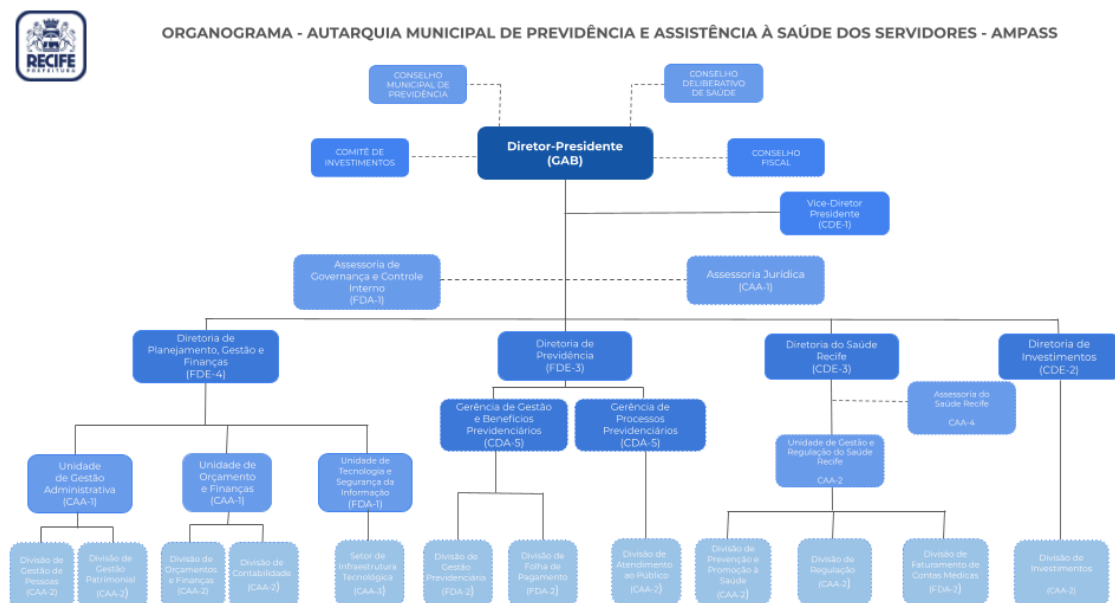 RECIFE
PREFEITURA
ORGANOGRAMA - AUTARQUIA MUNICIPAL DE PREVIDÊNCIA E ASSISTÊNCIA À SAÚDE DOS SERVIDORES - AMPASS
CONSELHO
MUNICIPAL DE
PREVIDÊNCIA
CONSELHO
DELIBERATIVO
DE SAÚDE
COMITÊ DE
INVESTIMENTOS
Diretor-Presidente
(GAB)
CONSELHO
FISCAL
Vice-Diretor
Presidente
(CDE-1)
Assessoria de
Governança e Controle
Interno
(FDA-1)
Assessoria Jurídica
(CAA-1)
Diretoria de
Planejamento, Gestão e
Finanças
(FDE-4)
Diretoria de
Previdência
(FDE-3)
Diretoria do Saúde
Recife
(CDE-3)
Diretoria de
Investimentos
(CDE-2)
Gerência de Gestão
e Benefícios
Previdenciários
(CDA-5)
Gerência de
Processos
Previdenciários
(CDA-5)
Assessoria do
Saúde Recife
CAA-4
Unidade de Gestão e
Regulação do Saúde
Recife
CAA-2
Unidade
de Gestão
Administrativa
(CAA-1)
Unidade de
Orçamento
e Finanças
(CAA-1)
Unidade de
Tecnologia e
Segurança da
Informação
(FDA-1)
Divisão de
Gestão de
Pessoas
(CAA-2)
Divisão de
Gestão
Patrimonial
(CAA-2)
Divisão de
Orçamentos
e Finanças
(CAA-2)
Divisão de
Contabilidade
(CAA-2)
Setor de
Infraestrutura
Tecnológica
(CAA-3)
Divisão de
Gestão
Previdenciária
(FDA-2)
Divisão de
Folha de
Pagamento
(FDA-2)
Divisão de
Atendimento
ao Público
(CAA-2)
Divisão de
Prevenção e
Promoção à
Saúde
(CAA-2)
Divisão de
Regulação
(CAA-2)
Divisão de
Faturamento de
Contas Médicas
(FDA-2)
Divisão de
Investimentos
(FDA-2)